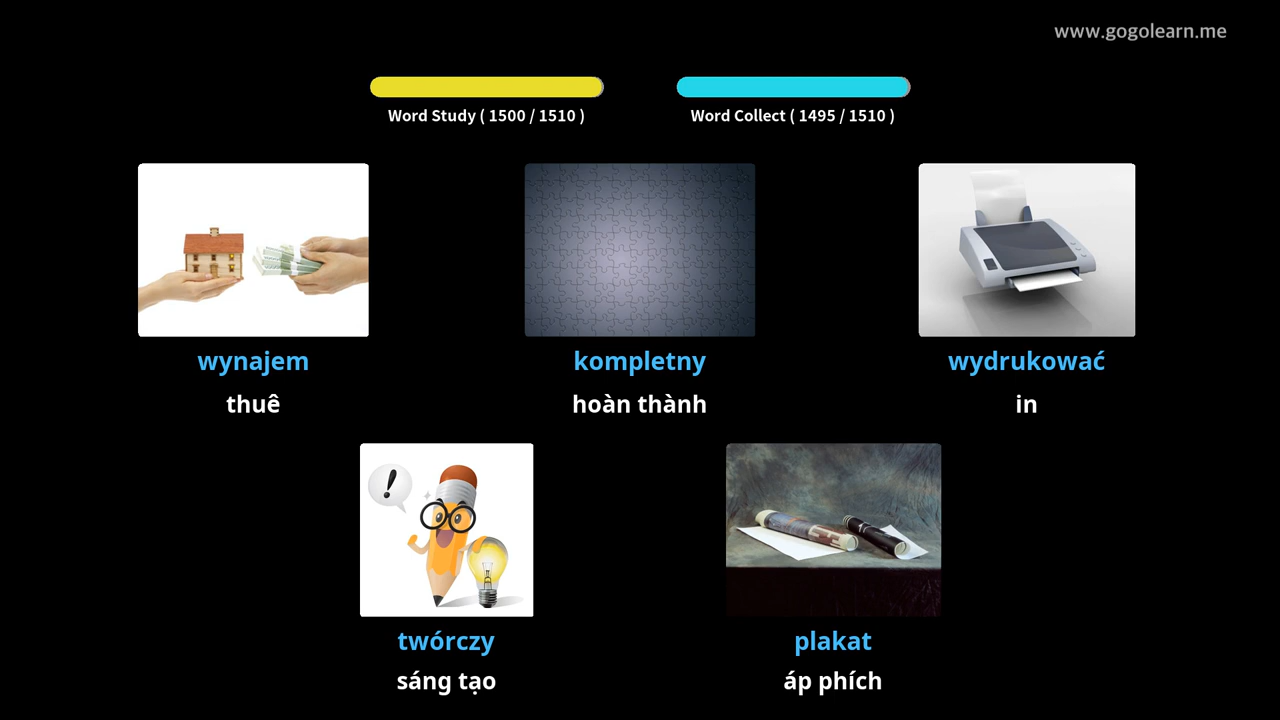 www.gogolearn.me
Word Study ( 1500 / 1510 )
Word Collect ( 1495 / 1510 )
wynajem
thuê
kompletny
hoàn thành
wydrukować
in
!
twórczy
sáng tạo
plakat
áp phích